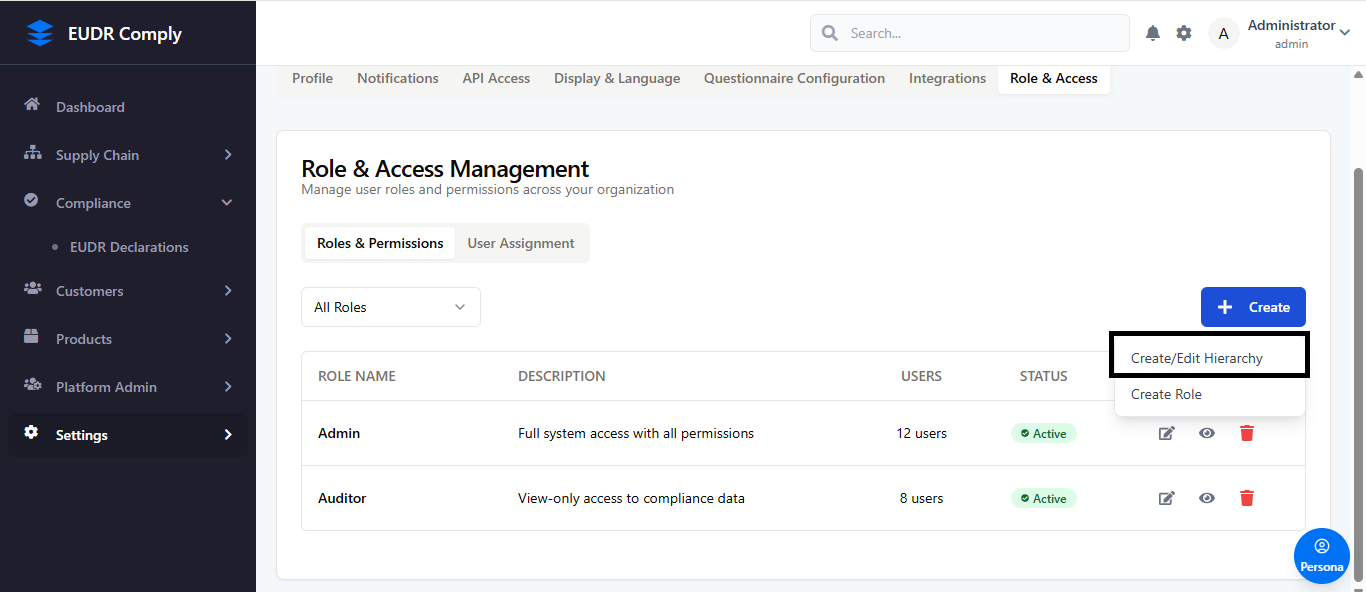 EUDR Comply
Search...
A
Administrator
admin
Profile Notifications API Access Display & Language Questionnaire Configuration Integrations Role & Access
Dashboard
Supply Chain
Compliance
EUDR Declarations
Customers
Products
Platform Admin
Settings
Role & Access Management
Manage user roles and permissions across your organization
Roles & Permissions User Assignment
All Roles
Create
Create/Edit Hierarchy
Create Role
ROLE NAME DESCRIPTION USERS STATUS
Admin Full system access with all permissions 12 users Active
Auditor View-only access to compliance data 8 users Active
Persona